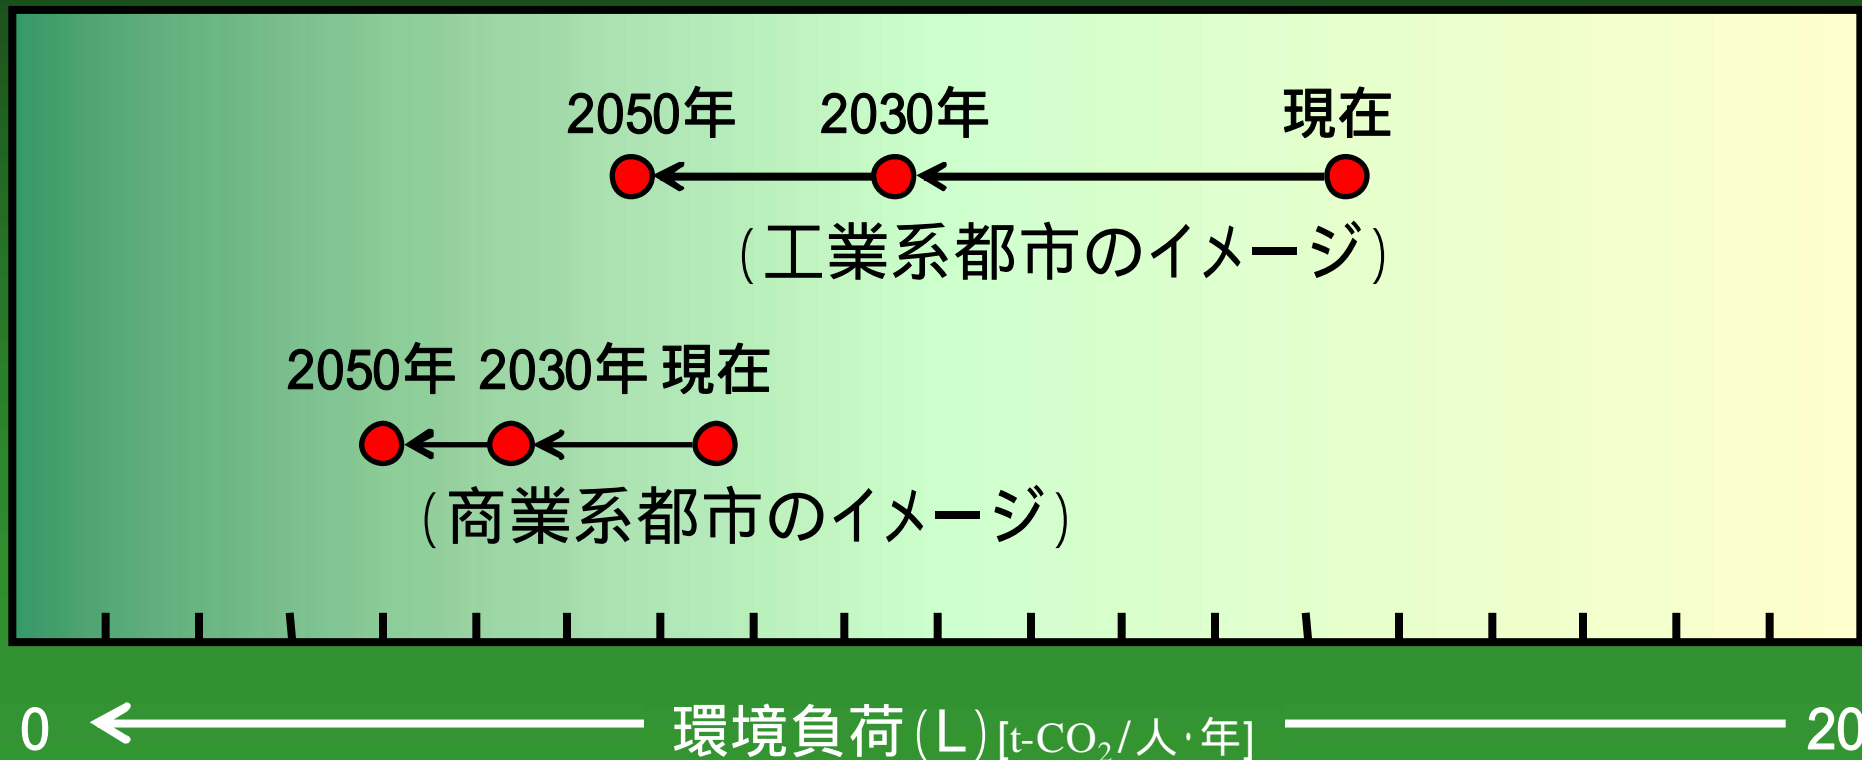 2050年 2030年 現在
（工業系都市のイメージ）
2050年 2030年 現在
（商業系都市のイメージ）
0 環境負荷(L)[t-CO₂/人・年] 20